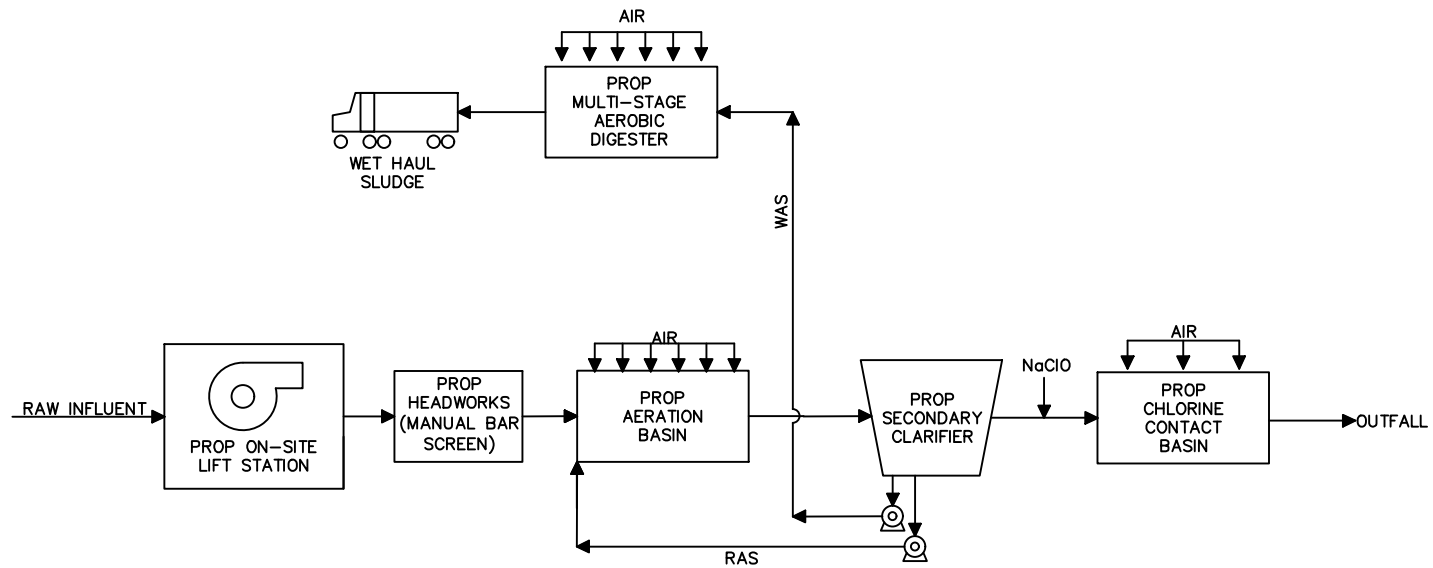 AIR
PROP
MULTI-STAGE
AEROBIC
DIGESTER
WET HAUL
SLUDGE
WAS
RAW INFLUENT
PROP ON-SITE
LIFT STATION
PROP
HEADWORKS
(MANUAL BAR
SCREEN)
AIR
PROP
AERATION
BASIN
PROP
SECONDARY
CLARIFIER
NaClO
AIR
PROP
CHLORINE
CONTACT
BASIN
OUTFALL
RAS